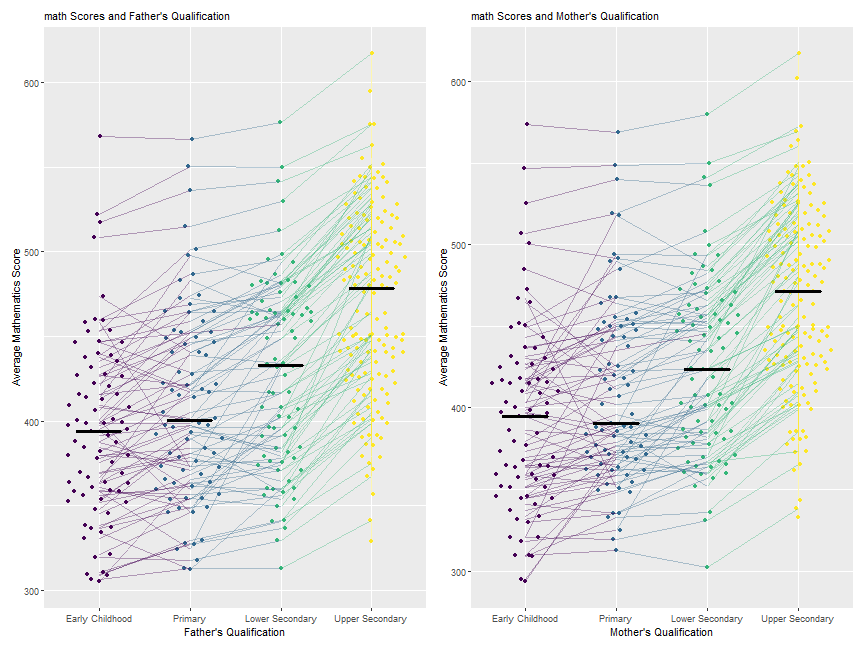 math Scores and Father's Qualification
Average Mathematics Score
600
500
400
300
Early Childhood
Primary
Lower Secondary
Upper Secondary
Father's Qualification
math Scores and Mother's Qualification
Average Mathematics Score
600
500
400
300
Early Childhood
Primary
Lower Secondary
Upper Secondary
Mother's Qualification